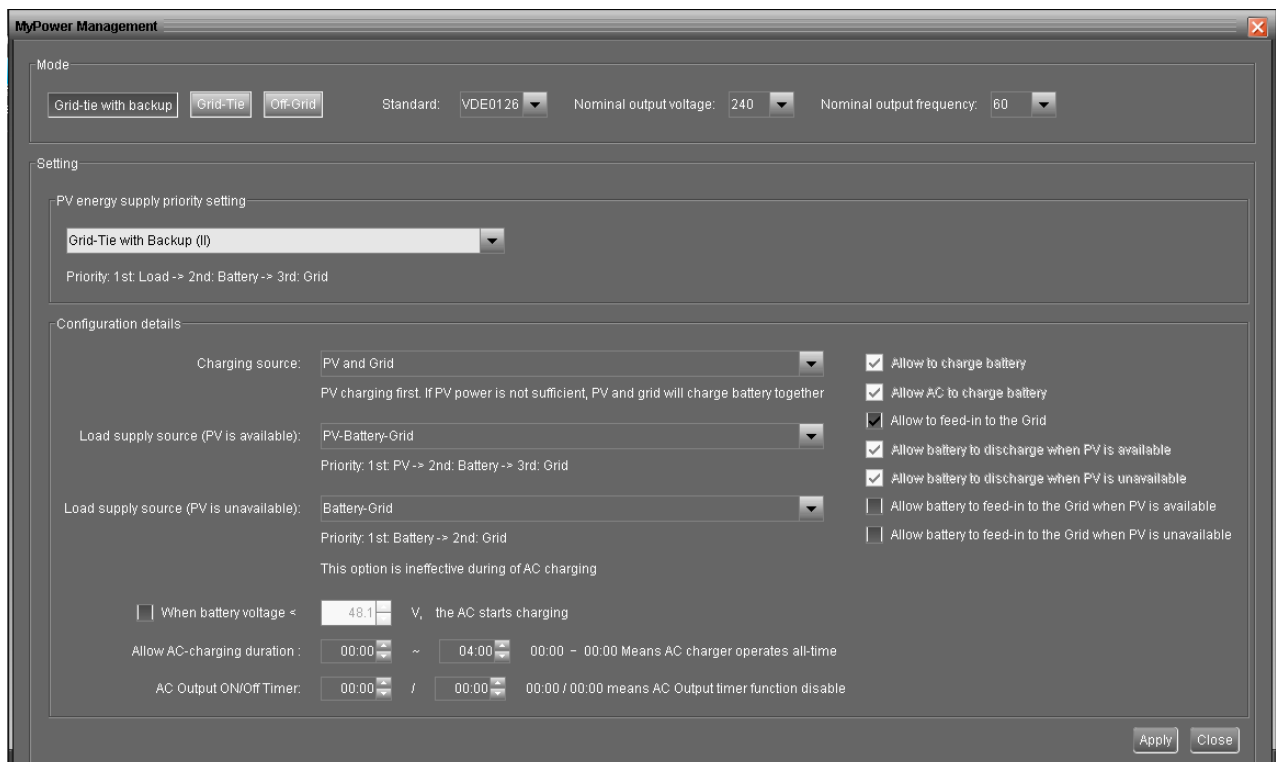 MyPower Management
Mode
Grid-tie with backup Grid-Tie Off-Grid Standard: VDE0126 Nominal output voltage: 240 Nominal output frequency: 60
Setting
PV energy supply priority setting
Grid-Tie with Backup (II)
Priority: 1st: Load -> 2nd: Battery -> 3rd: Grid
Configuration details
Charging source: PV and Grid
PV charging first. If PV power is not sufficient, PV and grid will charge battery together
Load supply source (PV is available): PV-Battery-Grid
Priority: 1st: PV -> 2nd: Battery -> 3rd: Grid
Load supply source (PV is unavailable): Battery-Grid
Priority: 1st: Battery -> 2nd: Grid
This option is ineffective during of AC charging
When battery voltage < 48.1 V, the AC starts charging
Allow AC-charging duration : 00:00 ~ 04:00 00:00 - 00:00 Means AC charger operates all-time
AC Output ON/Off Timer: 00:00 / 00:00 00:00 / 00:00 means AC Output timer function disable
Allow to charge battery
Allow AC to charge battery
Allow to feed-in to the Grid
Allow battery to discharge when PV is available
Allow battery to discharge when PV is unavailable
Allow battery to feed-in to the Grid when PV is available
Allow battery to feed-in to the Grid when PV is unavailable
Apply Close